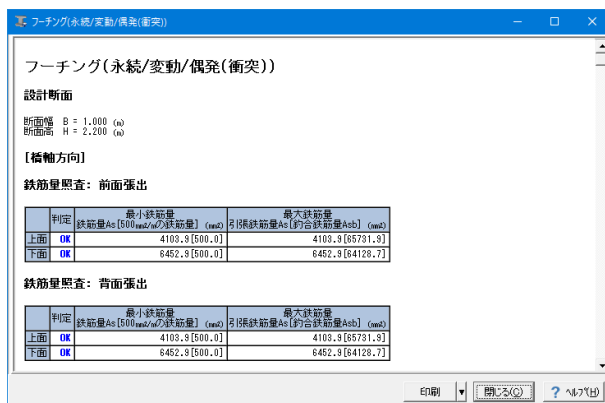 フーチング(永続/変動/偶発(衝突))
フーチング(永続/変動/偶発(衝突))
設計断面
断面幅 B = 1.000 (m)
断面高 H = 2.200 (m)
[橋軸方向]
鉄筋量照査: 前面張出
判定 最小鉄筋量 鉄筋量As[500mm2/mの鉄筋量] (mm2) 最大鉄筋量 引張鉄筋量As[釣合鉄筋量Asb] (mm2)
上面 OK 4103.9[500.0] 4103.9[65731.9]
下面 OK 6452.9[500.0] 6452.9[64128.7]
鉄筋量照査: 背面張出
判定 最小鉄筋量 鉄筋量As[500mm2/mの鉄筋量] (mm2) 最大鉄筋量 引張鉄筋量As[釣合鉄筋量Asb] (mm2)
上面 OK 4103.9[500.0] 4103.9[65731.9]
下面 OK 6452.9[500.0] 6452.9[64128.7]
印刷 閉じる(C) ? ヘルプ(H)